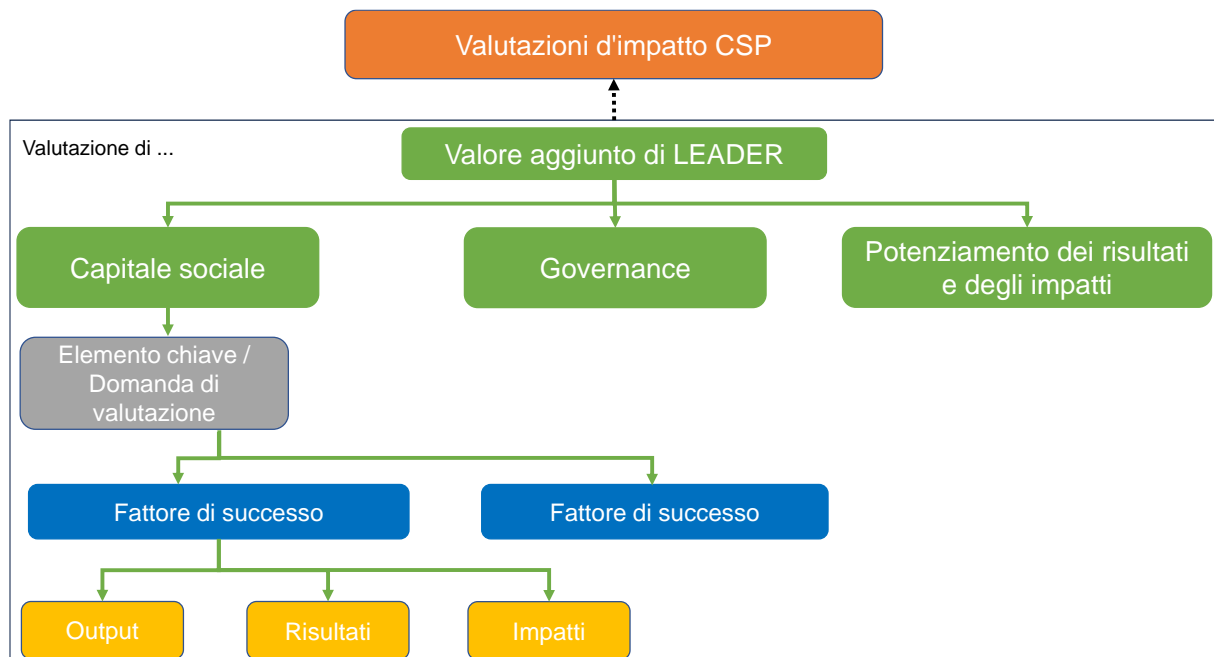 Valutazioni d'impatto CSP
Valutazione di ...
Valore aggiunto di LEADER
Capitale sociale
Governance
Potenziamento dei risultati
e degli impatti
Elemento chiave /
Domanda di
valutazione
Fattore di successo
Fattore di successo
Output
Risultati
Impatti